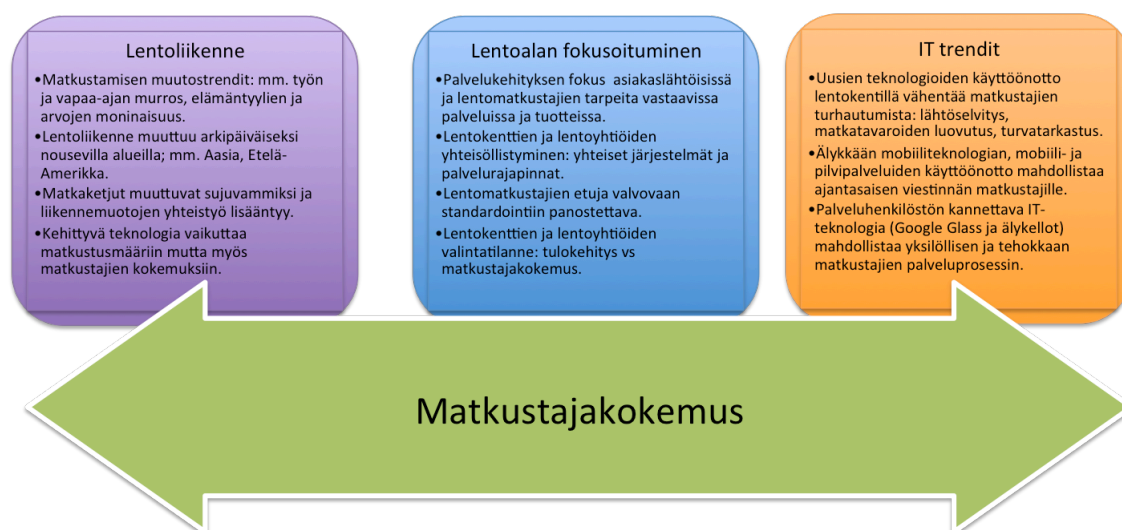 Lentoliikenne
•Matkustamisen muutostrendit: mm. työn
ja vapaa-ajan murros, elämäntyylien ja
arvojen moninaisuus.
•Lentoliikenne muuttuu arkipäiväiseksi
nousevilla alueilla; mm. Aasia, Etelä-
Amerikka.
•Matkaketjut muuttuvat sujuvammiksi ja
liikennemuotojen yhteistyö lisääntyy.
•Kehittyvä teknologia vaikuttaa
matkustusmääriin mutta myös
matkustajien kokemuksiin.
Lentoalan fokusoituminen
•Palvelukehityksen fokus asiakaslähtöisissä
ja lentomatkustajien tarpeita vastaavissa
palveluissa ja tuotteissa.
•Lentokenttien ja lentoyhtiöiden
yhteisöllistyminen: yhteiset järjestelmät ja
palvelurajapinnat.
•Lentomatkustajien etuja valvovaan
standardointiin panostettava.
•Lentokenttien ja lentoyhtiöiden
valintatilanne: tulokehitys vs
matkustajakokemus.
IT trendit
•Uusien teknologioiden käyttöönotto
lentokentillä vähentää matkustajien
turhautumista: lähtöselvitys,
matkatavaroiden luovutus, turvatarkastus.
•Älykkään mobiiliteknologian, mobiili- ja
pilvipalveluiden käyttöönotto mahdollistaa
ajantasaisen viestinnän matkustajille.
•Palveluhenkilöstön kannettava IT-
teknologia (Google Glass ja älykellot)
mahdollistaa yksilöllisen ja tehokkaan
matkustajien palveluprosessin.
Matkustajakokemus